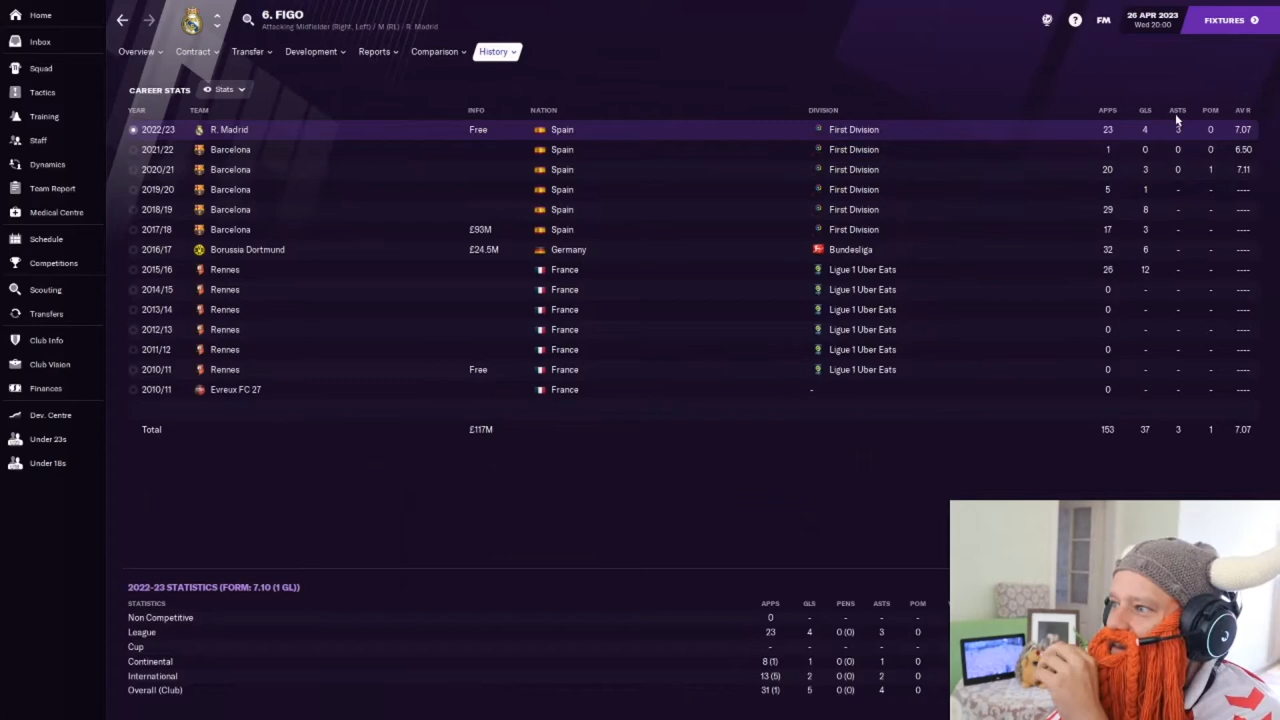 Home
Inbox
Squad
Tactics
Training
Staff
Dynamics
Team Report
Medical Centre
Schedule
Competitions
Scouting
Transfers
Club Info
Club Vision
Finances
Dev. Centre
Under 23s
Under 18s
6. FIGO
Attacking Midfielder (Right, Left) / M (RL) - R. Madrid
FM
26 APR 2023
Wed 20:00
FIXTURES
Overview Contract Transfer Development Reports Comparison History
CAREER STATS Stats
YEAR TEAM INFO NATION DIVISION APPS GLS ASTS POM AV R
2022/23 R. Madrid Free Spain First Division 23 4 3 0 7.07
2021/22 Barcelona Spain First Division 1 0 0 0 6.50
2020/21 Barcelona Spain First Division 20 3 0 1 7.11
2019/20 Barcelona Spain First Division 5 1 - - ----
2018/19 Barcelona Spain First Division 29 8 - - ----
2017/18 Barcelona £93M Spain First Division 17 3 - - ----
2016/17 Borussia Dortmund £24.5M Germany Bundesliga 32 6 - - ----
2015/16 Rennes France Ligue 1 Uber Eats 26 12 - - ----
2014/15 Rennes France Ligue 1 Uber Eats 0 - - - ----
2013/14 Rennes France Ligue 1 Uber Eats 0 - - - ----
2012/13 Rennes France Ligue 1 Uber Eats 0 - - - ----
2011/12 Rennes France Ligue 1 Uber Eats 0 - - - ----
2010/11 Rennes Free France Ligue 1 Uber Eats 0 - - - ----
2010/11 Evreux FC 27 France - 0 - - - ----
Total £117M 153 37 3 1 7.07
2022-23 STATISTICS (FORM: 7.10 (1 GL))
STATISTICS APPS GLS PENS ASTS POM
Non Competitive 0 - - - -
League 23 4 0 (0) 3 0
Cup - - - - -
Continental 8 (1) 1 0 (0) 1 0
International 13 (5) 2 0 (0) 2 0
Overall (Club) 31 (1) 5 0 (0) 4 0